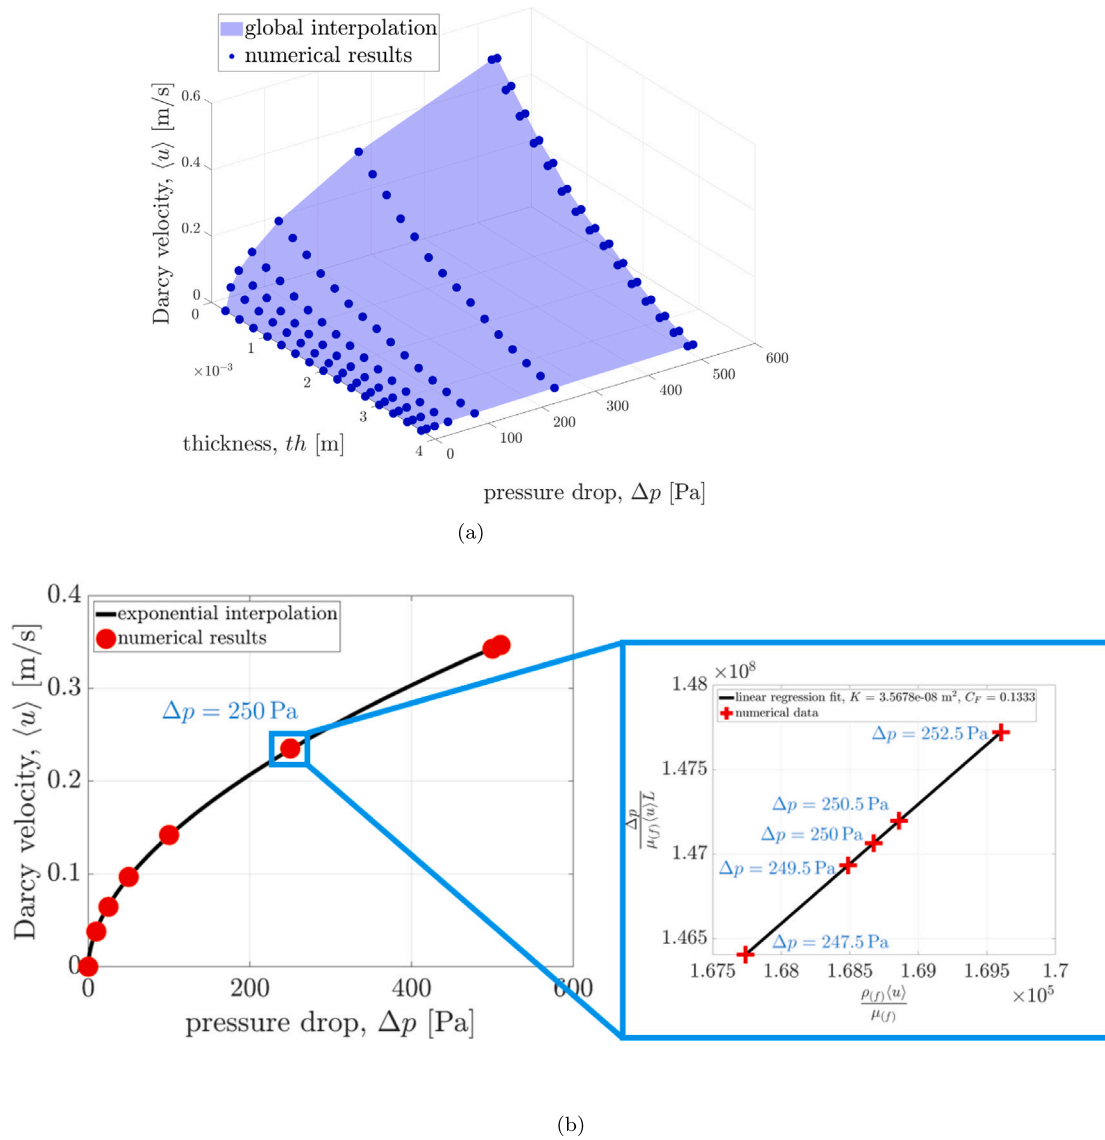 global interpolation
numerical results
Darcy velocity, ⟨u⟩ [m/s]
0.6
0.4
0.2
0
0
1
2
3
4
×10⁻³
thickness, th [m]
0
100
200
300
400
500
600
pressure drop, Δp [Pa]
(a)
exponential interpolation
numerical results
Δp = 250 Pa
Darcy velocity, ⟨u⟩ [m/s]
0.4
0.3
0.2
0.1
0
0
200
400
600
pressure drop, Δp [Pa]
×10⁸
linear regression fit, K = 3.5678e-08 m², C_F = 0.1333
numerical data
Δp = 252.5 Pa
Δp = 250.5 Pa
Δp = 250 Pa
Δp = 249.5 Pa
Δp = 247.5 Pa
Δp / μ(f)⟨u⟩L
1.48
1.475
1.47
1.465
1.675
1.68
1.685
1.69
1.695
1.7
ρ(f)⟨u⟩ / μ(f)
×10⁵
(b)